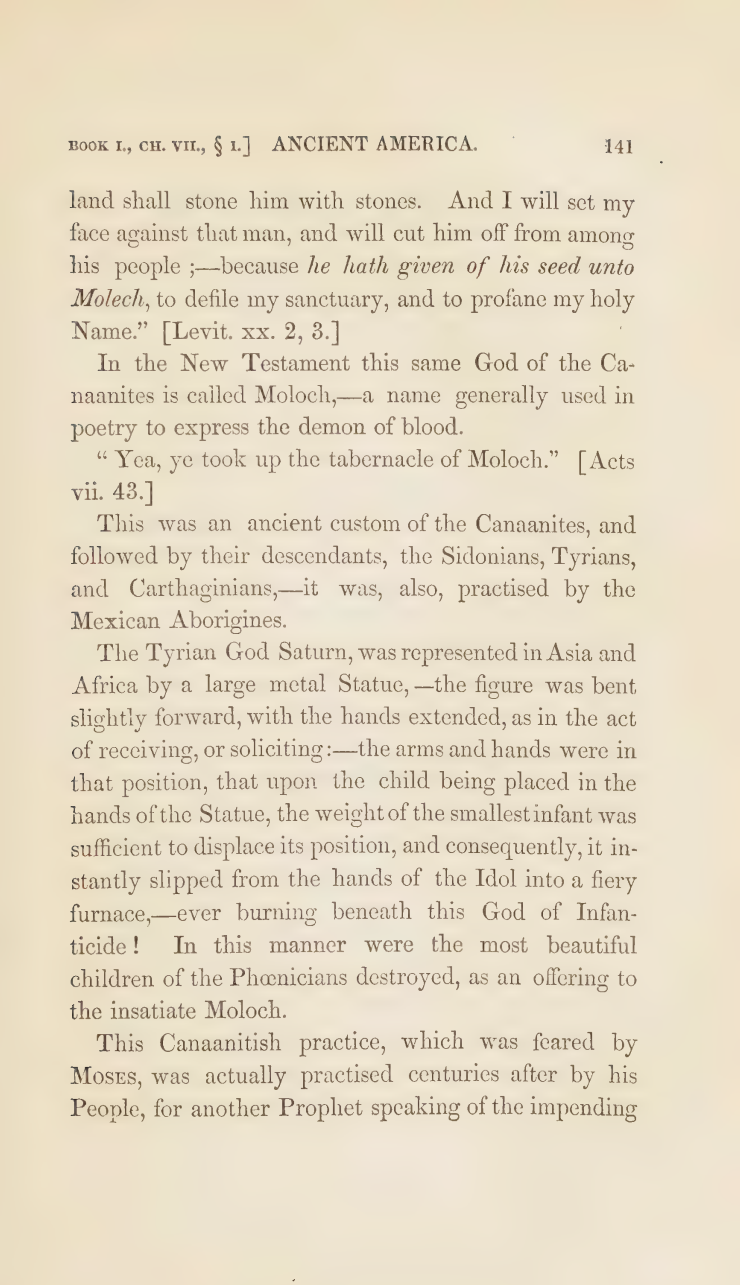 BOOK I., CH. VII., § 1.] ANCIENT AMERICA. 141
land shall stone him with stones. And I will set my
face against that man, and will cut him off from among
his people ;—because he hath given of his seed unto
Molech, to defile my sanctuary, and to profane my holy
Name.” [Levit. xx. 2, 3.]
In the New Testament this same God of the Ca-
naanites is called Moloch,—a name generally used in
poetry to express the demon of blood.
“ Yea, ye took up the tabernacle of Moloch.” [Acts
vii. 43.]
This was an ancient custom of the Canaanites, and
followed by their descendants, the Sidonians, Tyrians,
and Carthaginians,—it was, also, practised by the
Mexican Aborigines.
The Tyrian God Saturn, was represented in Asia and
Africa by a large metal Statue, —the figure was bent
slightly forward, with the hands extended, as in the act
of receiving, or soliciting:—the arms and hands were in
that position, that upon the child being placed in the
hands of the Statue, the weight of the smallest infant was
sufficient to displace its position, and consequently, it in-
stantly slipped from the hands of the Idol into a fiery
furnace,—ever burning beneath this God of Infan-
ticide ! In this manner were the most beautiful
children of the Phœnicians destroyed, as an offering to
the insatiate Moloch.
This Canaanitish practice, which was feared by
MOSES, was actually practised centuries after by his
People, for another Prophet speaking of the impending